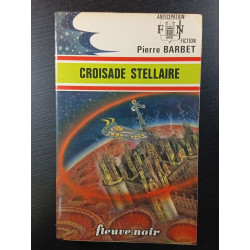 ANTICIPATION
FN
FICTION
Pierre BARBET
CROISADE STELLAIRE
fleuve noir